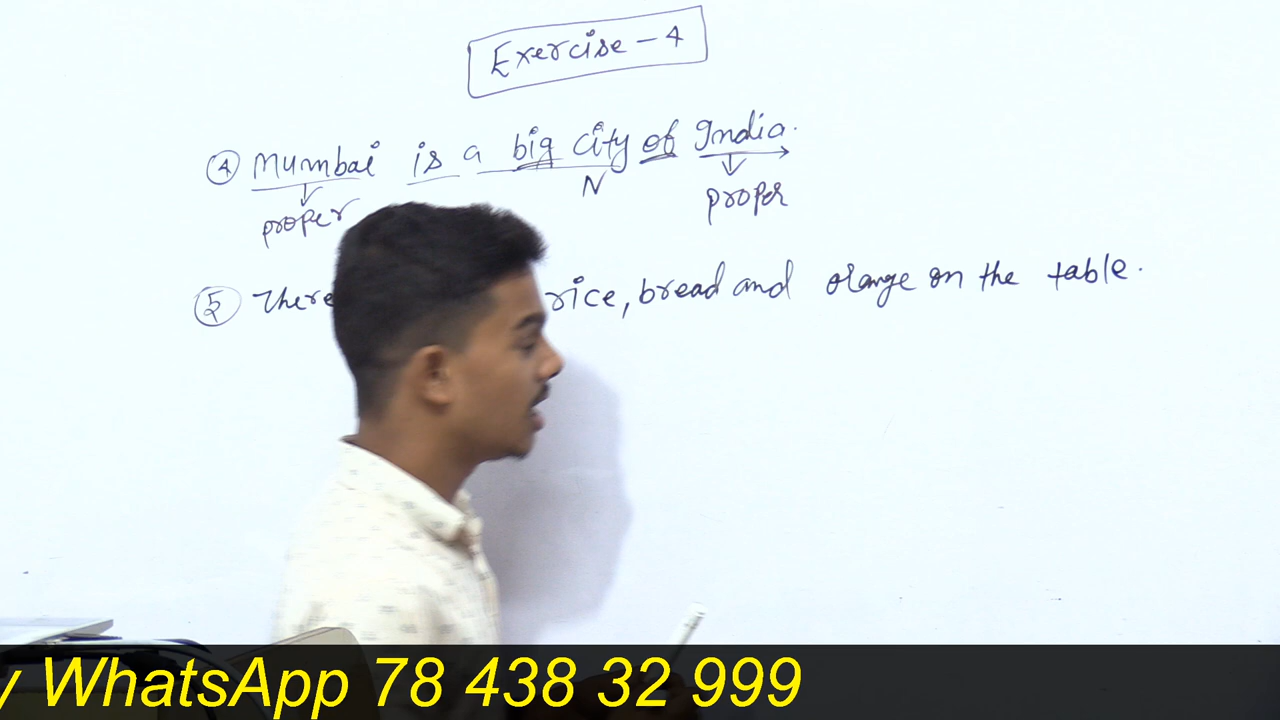 Exercise - 4
④ Mumbai is a big city of India.
N
proper
proper
⑤ There rice, bread and orange on the table.
y WhatsApp 78 438 32 999